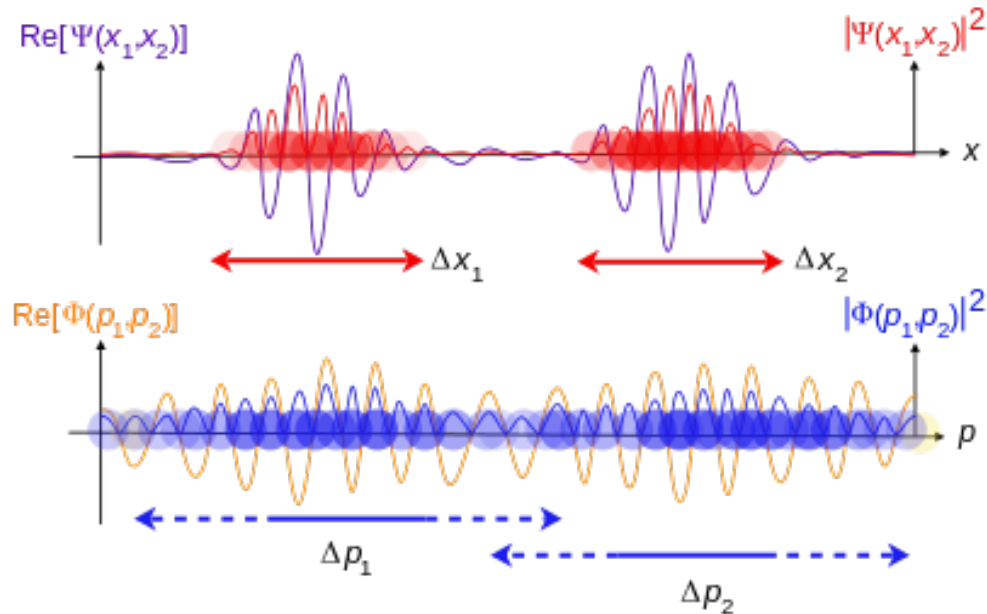 Re[Ψ(x₁,x₂)]
|Ψ(x₁,x₂)|²
x
Δx₁
Δx₂
Re[Φ(p₁,p₂)]
|Φ(p₁,p₂)|²
p
Δp₁
Δp₂